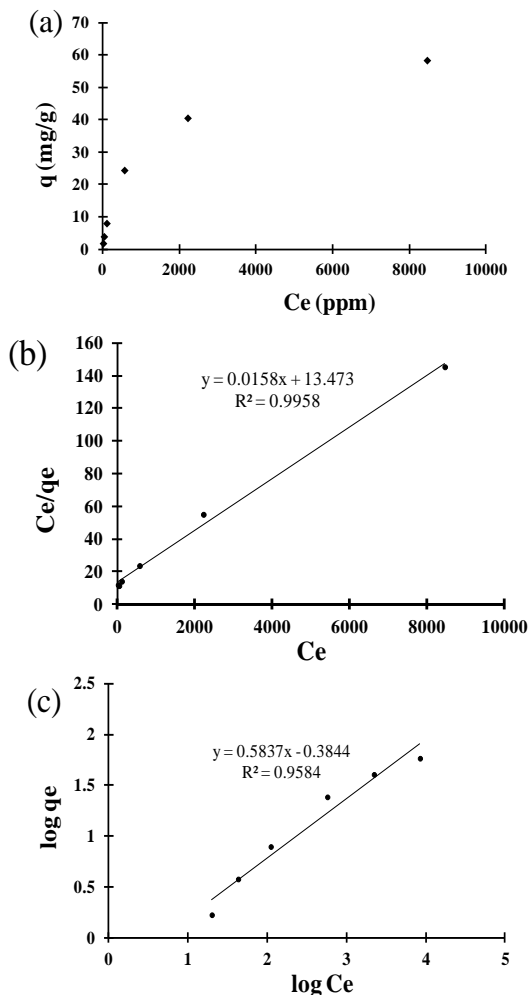 (a)
70
60
50
40
30
20
10
0
q (mg/g)
0 2000 4000 6000 8000 10000
Ce (ppm)
(b)
160
140
120
100
80
60
40
20
0
Ce/qe
y = 0.0158x + 13.473
R² = 0.9958
0 2000 4000 6000 8000 10000
Ce
(c)
2.5
2
1.5
1
0.5
0
log qe
y = 0.5837x - 0.3844
R² = 0.9584
0 1 2 3 4 5
log Ce